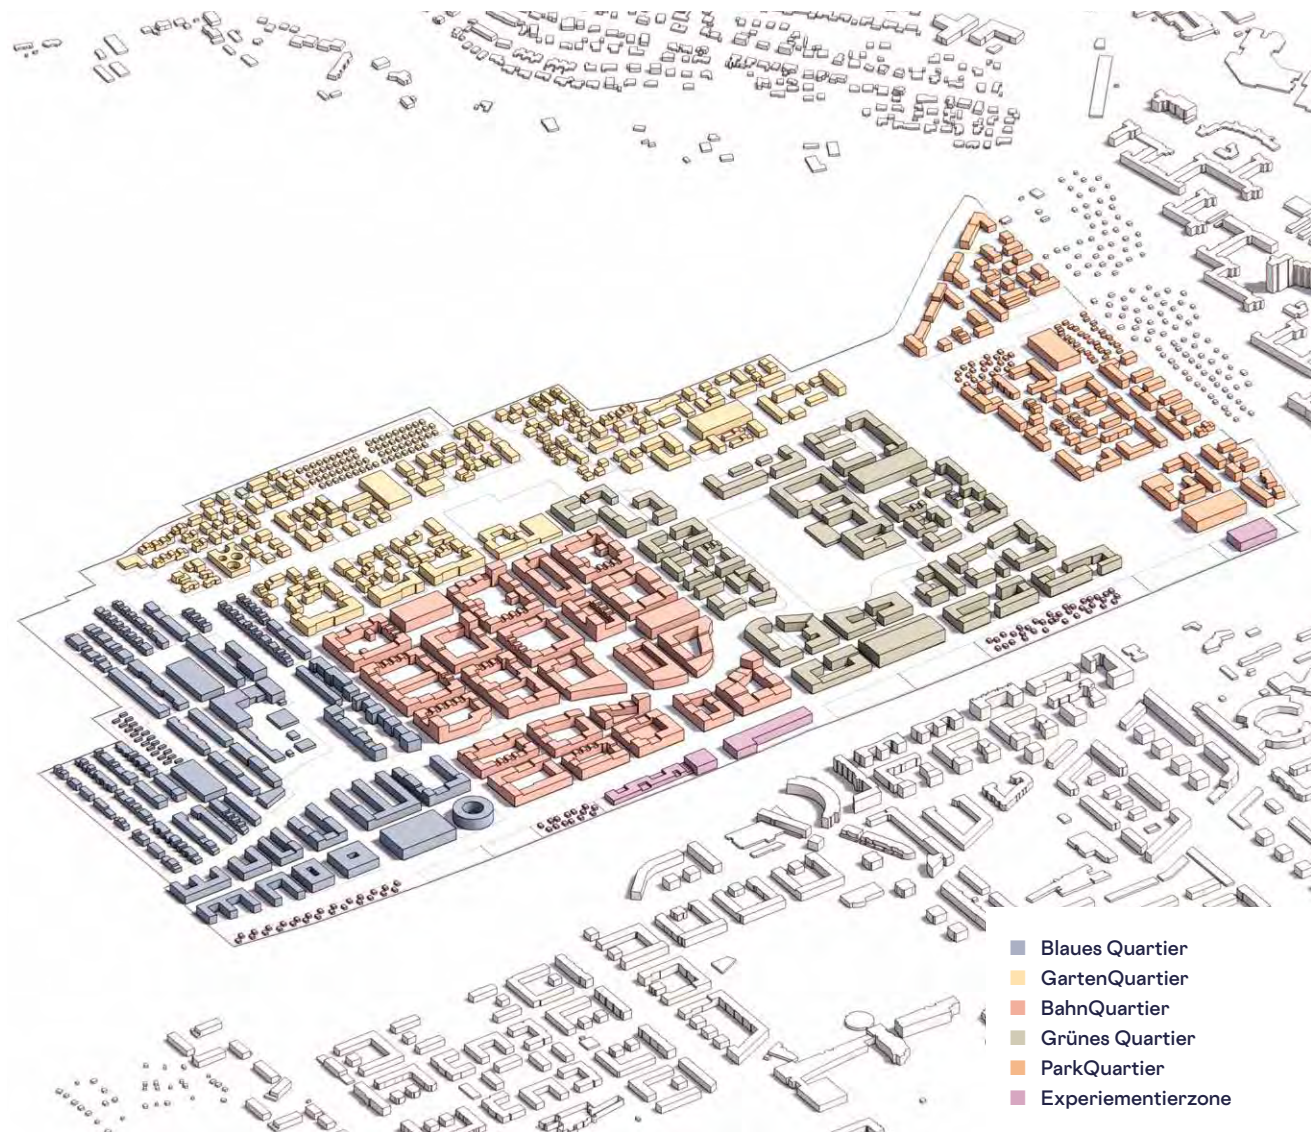 Blaues Quartier
GartenQuartier
BahnQuartier
Grünes Quartier
ParkQuartier
Experiementierzone